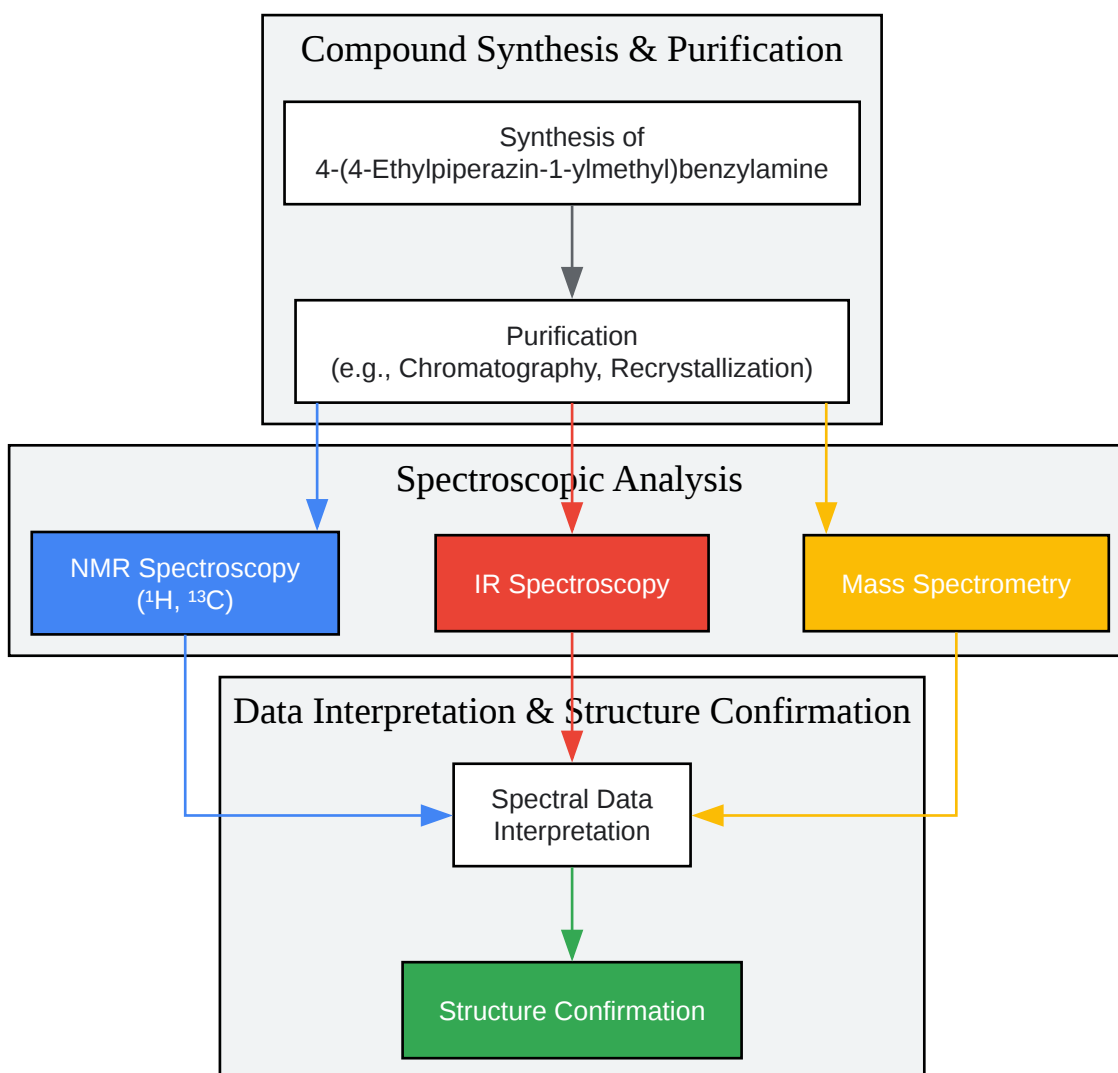 Compound Synthesis & Purification
Synthesis of
4-(4-Ethylpiperazin-1-ylmethyl)benzylamine
Purification
(e.g., Chromatography, Recrystallization)
Spectroscopic Analysis
NMR Spectroscopy
(¹H, ¹³C)
IR Spectroscopy
Mass Spectrometry
Data Interpretation & Structure Confirmation
Spectral Data
Interpretation
Structure Confirmation